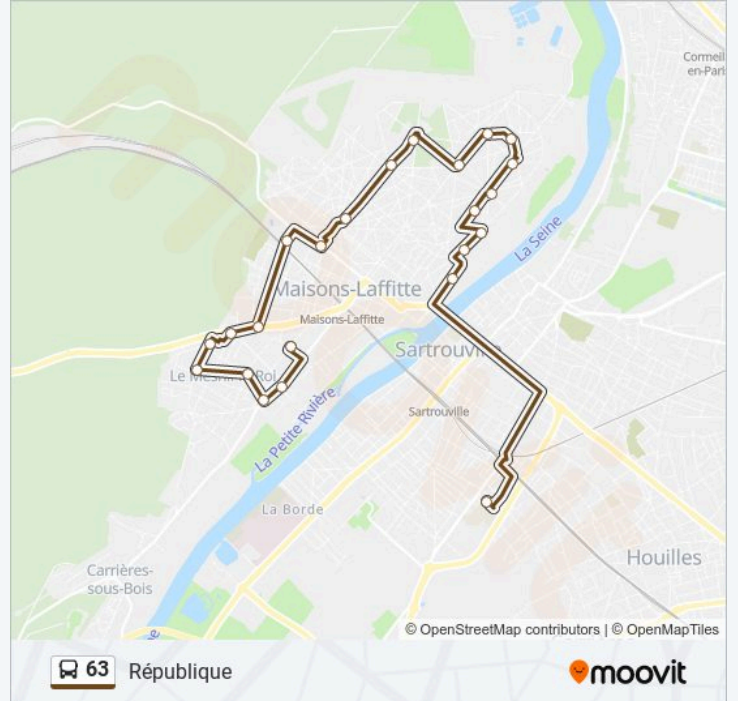 Cormeil
en-Pari
La Seine
Maisons-Laffitte
Maisons-Laffitte
Sartrouville
Le Mesnil-le-Roi
La Petite Rivière
Sartrouville
La Borde
Houilles
Carrières-
sous-Bois
ne
© OpenStreetMap contributors | © OpenMapTiles
63 République
moovit